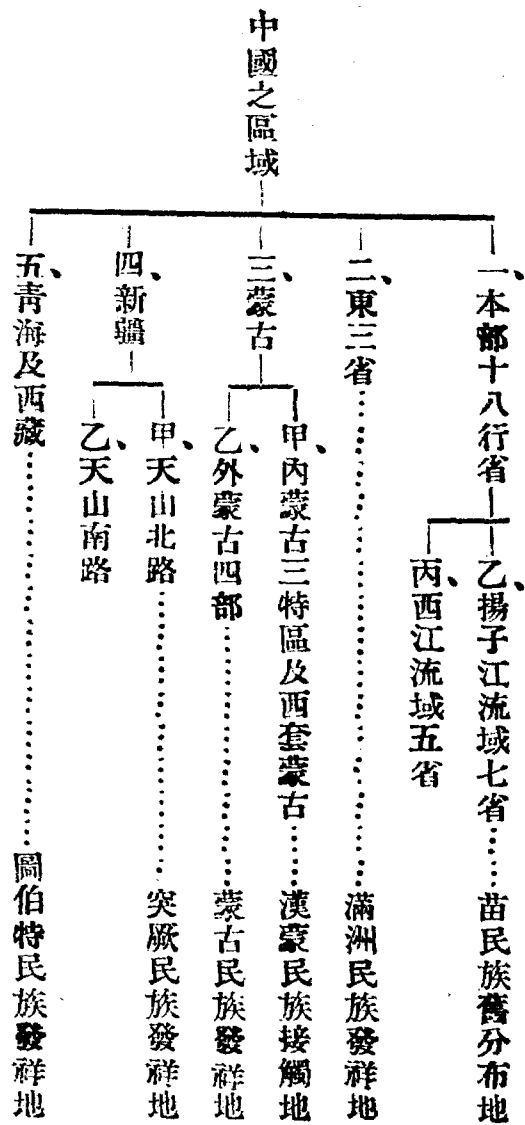 中國之區域
一、本部十八行省
乙、揚子江流域七省……苗民族舊分布地
丙、西江流域五省
二、東三省……滿洲民族發祥地
三、蒙古
甲、內蒙古三特區及西套蒙古……漢蒙民族接觸地
乙、外蒙古四部……蒙古民族發祥地
四、新疆
甲、天山北路……突厥民族發祥地
乙、天山南路
五、靑海及西藏……圖伯特民族發祥地